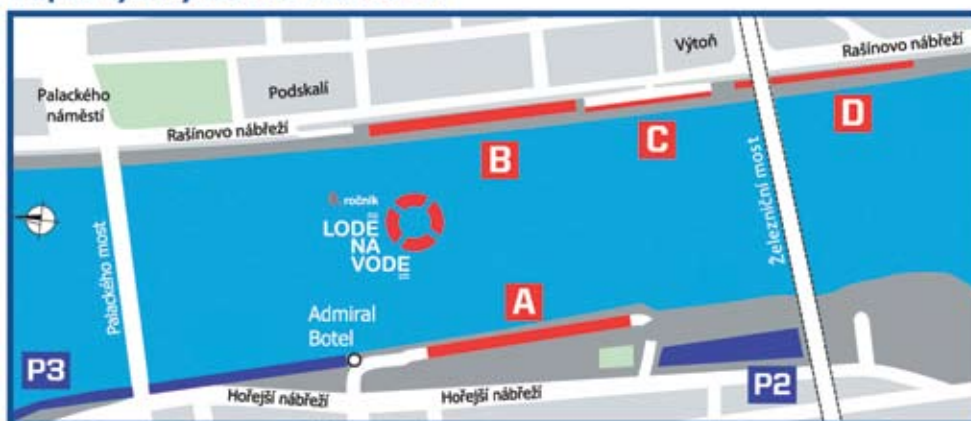 Výtoň
Rašínovo nábřeží
Palackého
náměstí
Podskalí
Rašínovo nábřeží
B
C
D
ročník
LODĚ
NA
VODĚ
Palackého most
Železniční most
A
Admiral
Botel
P3
P2
Hořejší nábřeží
Hořejší nábřeží